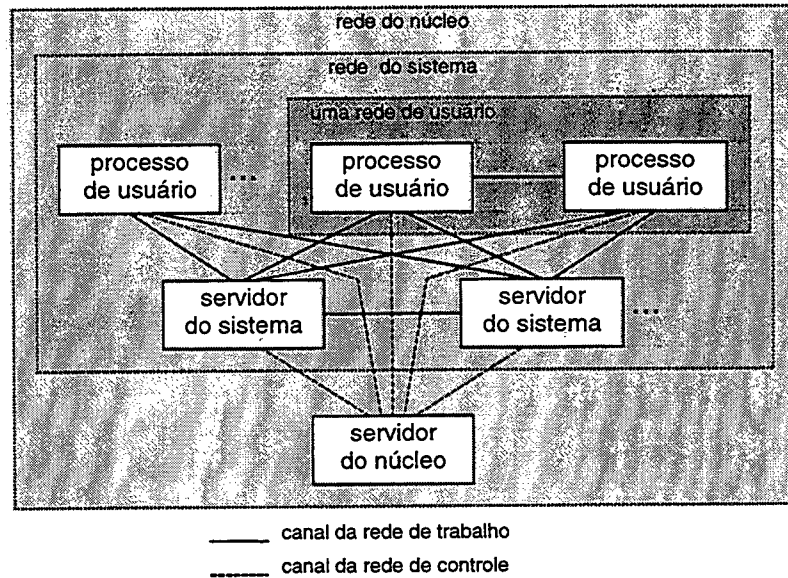 rede do núcleo
rede do sistema
uma rede de usuário
processo
de usuário
...
processo
de usuário
processo
de usuário
servidor
do sistema
servidor
do sistema
...
servidor
do núcleo
canal da rede de trabalho
canal da rede de controle